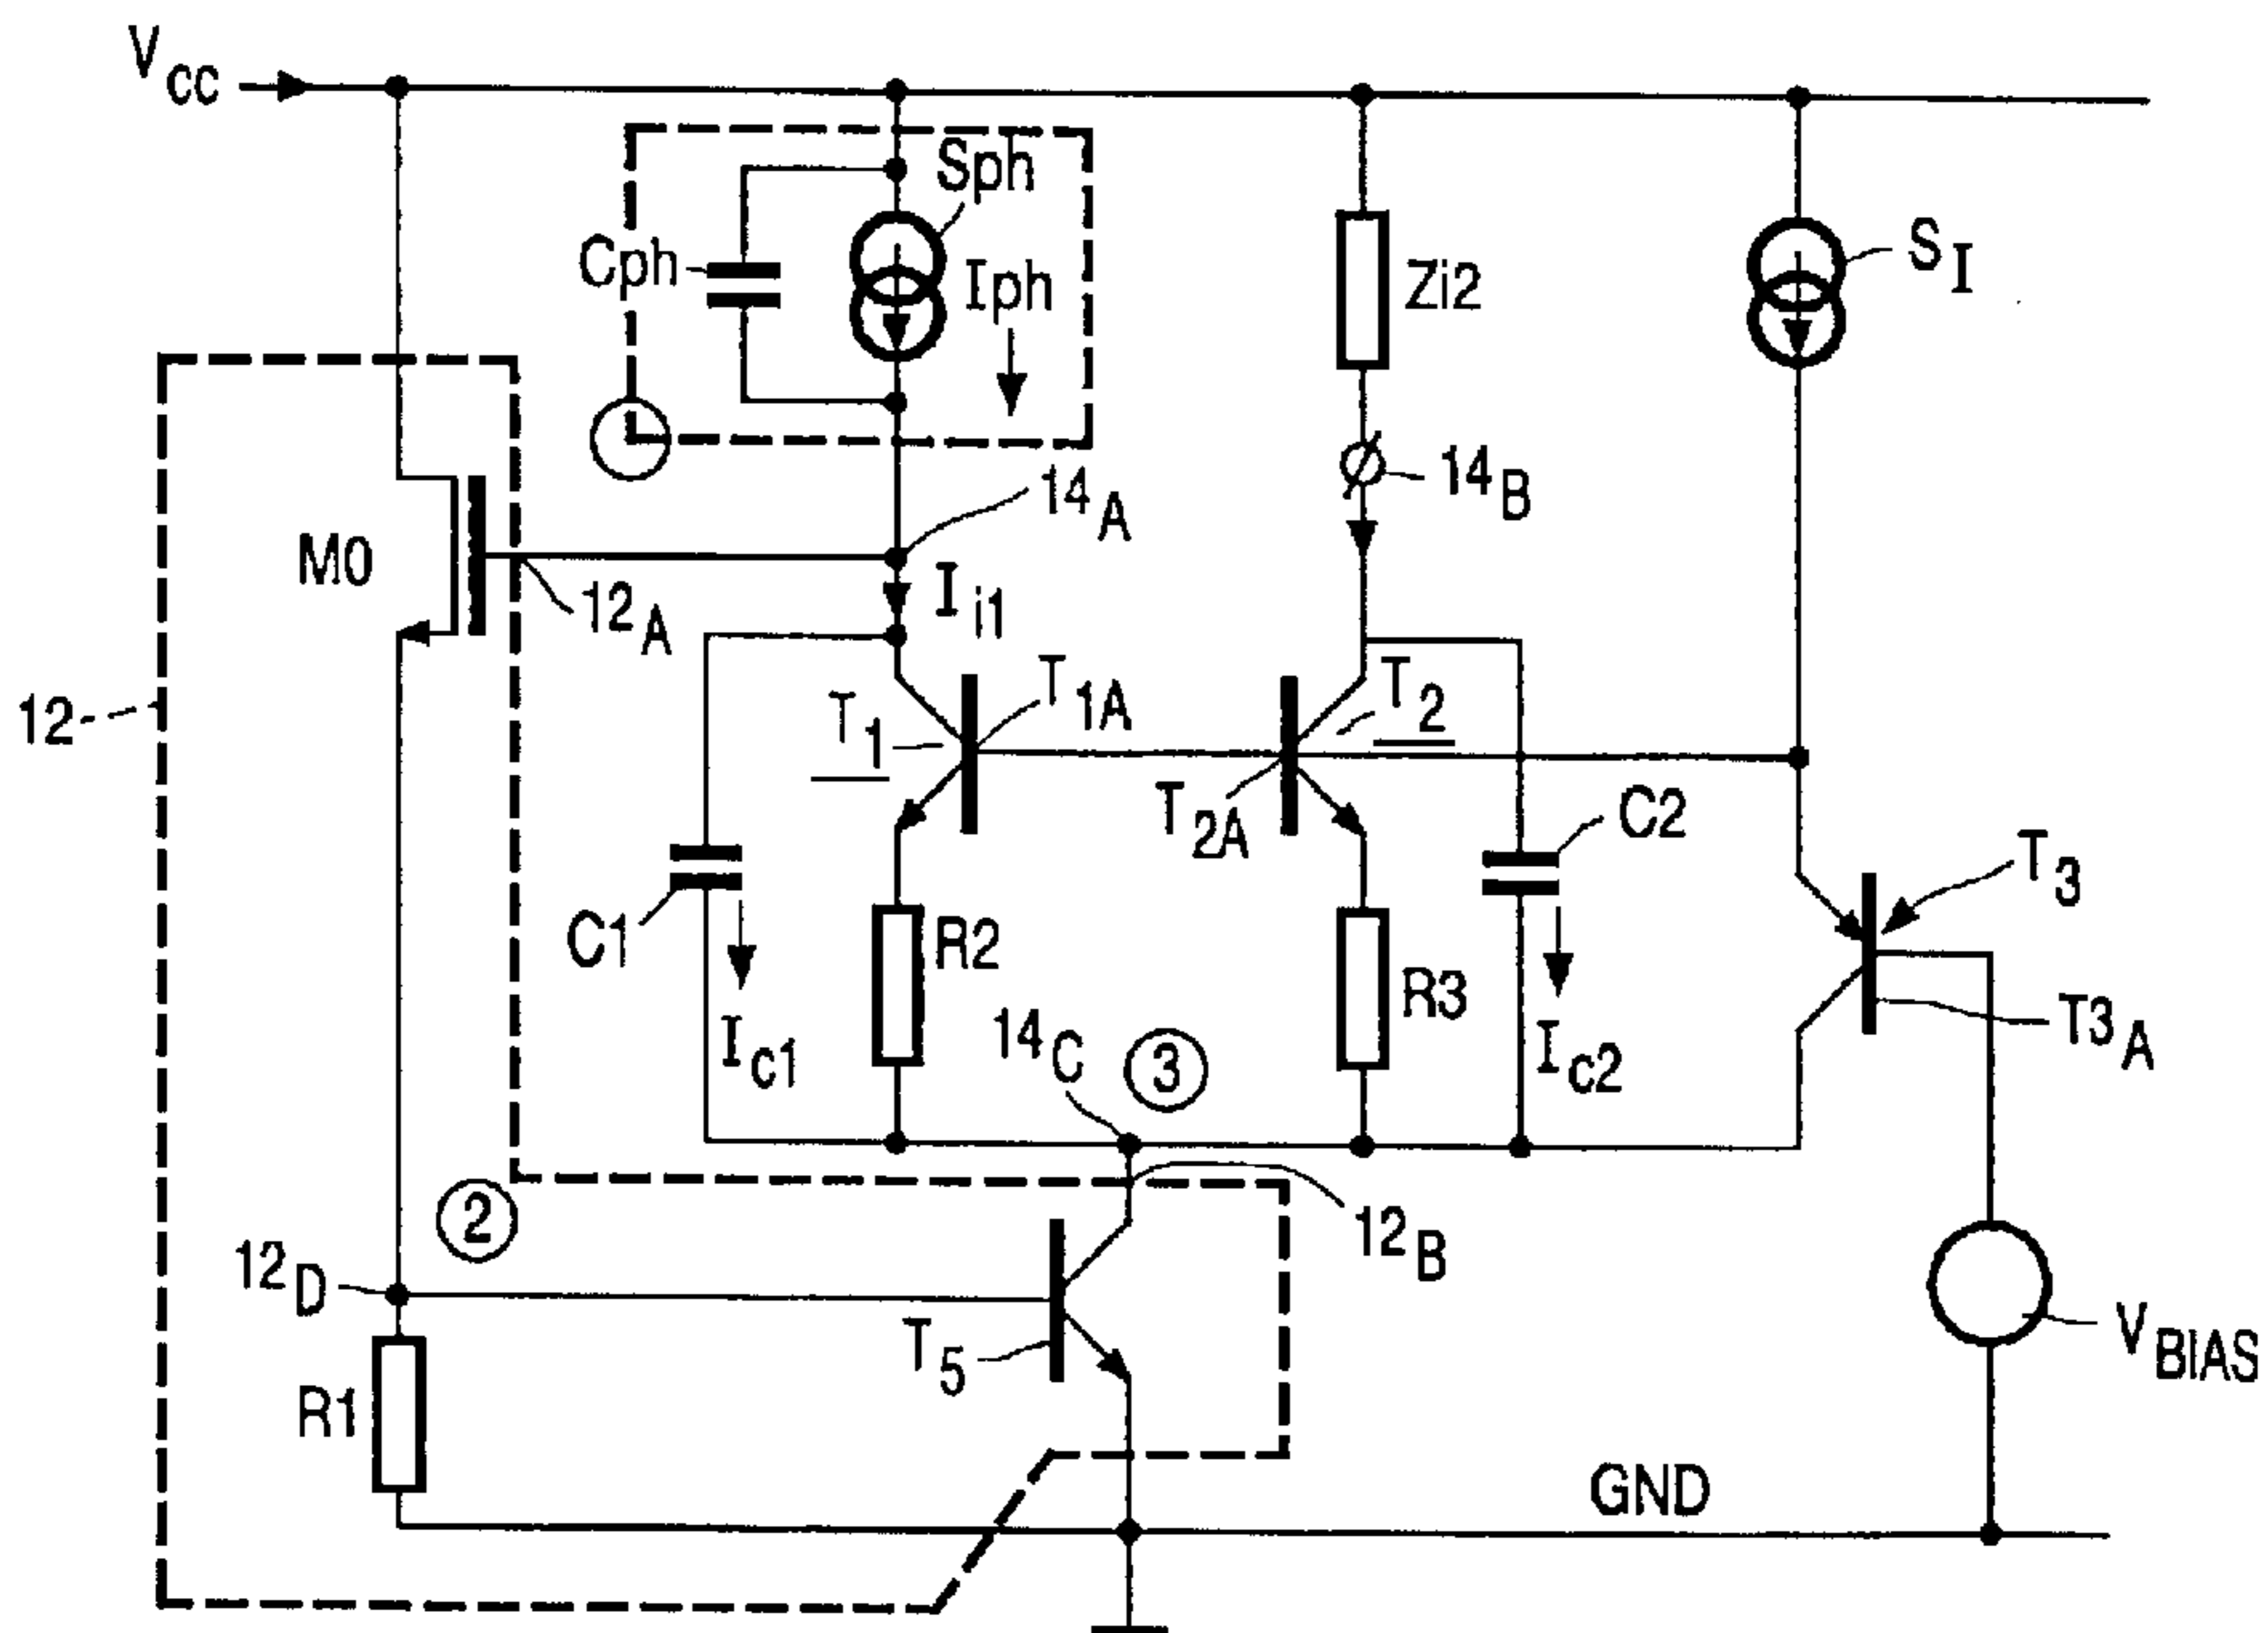 Vcc
Sph
Cph
Iph
Zi2
SI
14A
14B
M0
12A
Ii1
12
T1
T1A
T2
T2A
C2
T3
C1
R2
R3
T3A
Ic1
14C
3
Ic2
2
12D
12B
T5
VBIAS
R1
GND